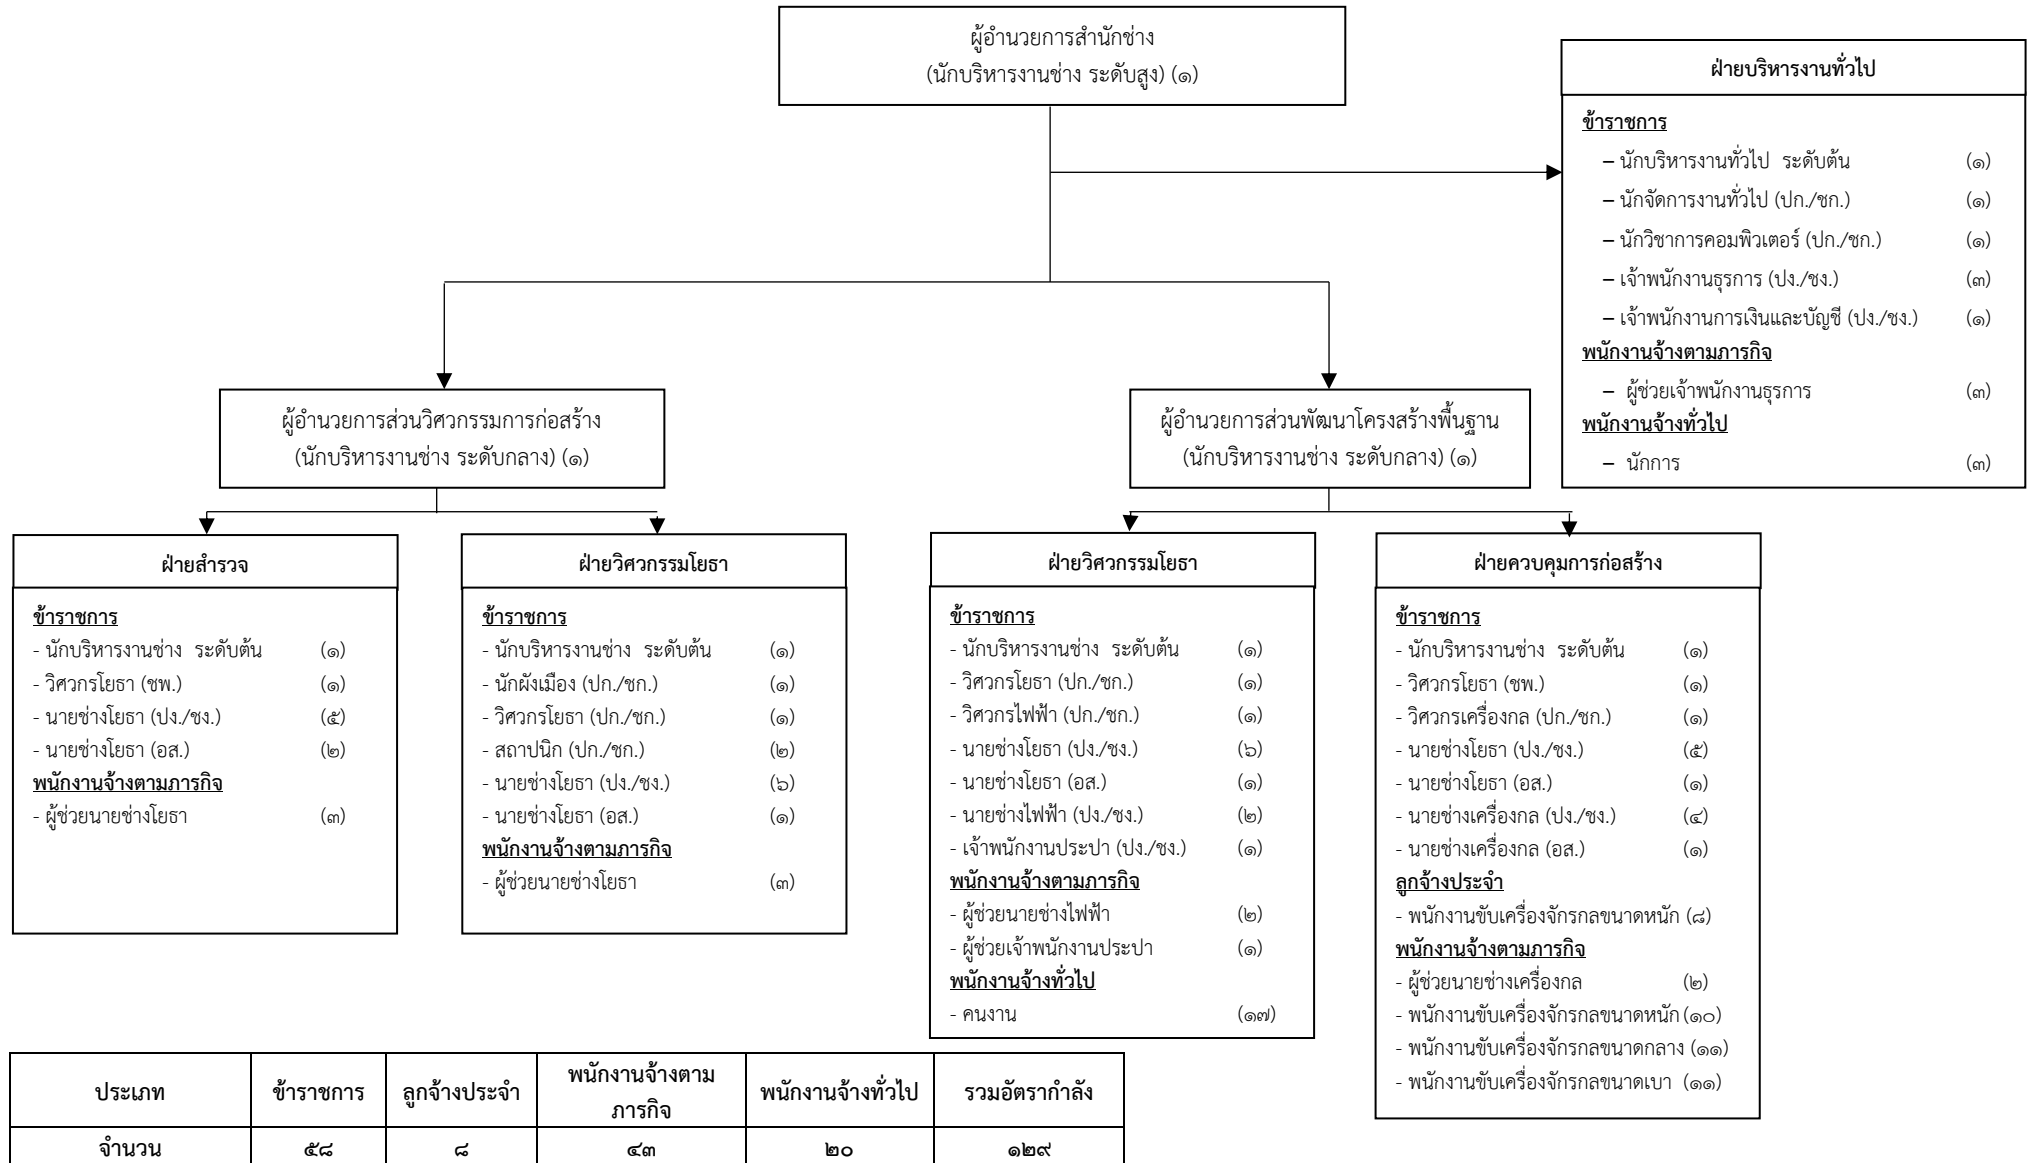 ผู้อำนวยการสำนักช่าง
(นักบริหารงานช่าง ระดับสูง) (๑)
ฝ่ายบริหารงานทั่วไป
ข้าราชการ
– นักบริหารงานทั่วไป ระดับต้น (๑)
– นักจัดการงานทั่วไป (ปก./ชก.) (๑)
– นักวิชาการคอมพิวเตอร์ (ปก./ชก.) (๑)
– เจ้าพนักงานธุรการ (ปง./ชง.) (๓)
– เจ้าพนักงานการเงินและบัญชี (ปง./ชง.) (๑)
พนักงานจ้างตามภารกิจ
– ผู้ช่วยเจ้าพนักงานธุรการ (๓)
พนักงานจ้างทั่วไป
– นักการ (๓)
ผู้อำนวยการส่วนวิศวกรรมการก่อสร้าง
(นักบริหารงานช่าง ระดับกลาง) (๑)
ผู้อำนวยการส่วนพัฒนาโครงสร้างพื้นฐาน
(นักบริหารงานช่าง ระดับกลาง) (๑)
ฝ่ายสำรวจ
ข้าราชการ
- นักบริหารงานช่าง ระดับต้น (๑)
- วิศวกรโยธา (ชพ.) (๑)
- นายช่างโยธา (ปง./ชง.) (๕)
- นายช่างโยธา (อส.) (๒)
พนักงานจ้างตามภารกิจ
- ผู้ช่วยนายช่างโยธา (๓)
ฝ่ายวิศวกรรมโยธา
ข้าราชการ
- นักบริหารงานช่าง ระดับต้น (๑)
- นักผังเมือง (ปก./ชก.) (๑)
- วิศวกรโยธา (ปก./ชก.) (๑)
- สถาปนิก (ปก./ชก.) (๒)
- นายช่างโยธา (ปง./ชง.) (๖)
- นายช่างโยธา (อส.) (๑)
พนักงานจ้างตามภารกิจ
- ผู้ช่วยนายช่างโยธา (๓)
ฝ่ายวิศวกรรมโยธา
ข้าราชการ
- นักบริหารงานช่าง ระดับต้น (๑)
- วิศวกรโยธา (ปก./ชก.) (๑)
- วิศวกรไฟฟ้า (ปก./ชก.) (๑)
- นายช่างโยธา (ปง./ชง.) (๖)
- นายช่างโยธา (อส.) (๑)
- นายช่างไฟฟ้า (ปง./ชง.) (๒)
- เจ้าพนักงานประปา (ปง./ชง.) (๑)
พนักงานจ้างตามภารกิจ
- ผู้ช่วยนายช่างไฟฟ้า (๒)
- ผู้ช่วยเจ้าพนักงานประปา (๑)
พนักงานจ้างทั่วไป
- คนงาน (๑๗)
ฝ่ายควบคุมการก่อสร้าง
ข้าราชการ
- นักบริหารงานช่าง ระดับต้น (๑)
- วิศวกรโยธา (ชพ.) (๑)
- วิศวกรเครื่องกล (ปก./ชก.) (๑)
- นายช่างโยธา (ปง./ชง.) (๕)
- นายช่างโยธา (อส.) (๑)
- นายช่างเครื่องกล (ปง./ชง.) (๔)
- นายช่างเครื่องกล (อส.) (๑)
ลูกจ้างประจำ
- พนักงานขับเครื่องจักรกลขนาดหนัก (๘)
พนักงานจ้างตามภารกิจ
- ผู้ช่วยนายช่างเครื่องกล (๒)
- พนักงานขับเครื่องจักรกลขนาดหนัก (๑๐)
- พนักงานขับเครื่องจักรกลขนาดกลาง (๑๑)
- พนักงานขับเครื่องจักรกลขนาดเบา (๑๑)
ประเภท ข้าราชการ ลูกจ้างประจำ พนักงานจ้างตาม พนักงานจ้างทั่วไป รวมอัตรากำลัง
ภารกิจ
จำนวน ๕๘ ๘ ๔๓ ๒๐ ๑๒๙